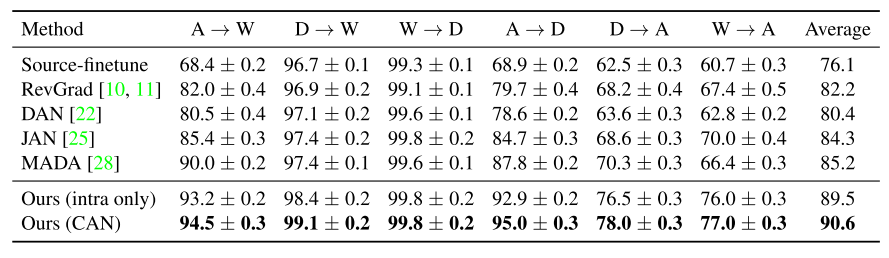 Method A → W D → W W → D A → D D → A W → A Average
Source-finetune 68.4 ± 0.2 96.7 ± 0.1 99.3 ± 0.1 68.9 ± 0.2 62.5 ± 0.3 60.7 ± 0.3 76.1
RevGrad [10, 11] 82.0 ± 0.4 96.9 ± 0.2 99.1 ± 0.1 79.7 ± 0.4 68.2 ± 0.4 67.4 ± 0.5 82.2
DAN [22] 80.5 ± 0.4 97.1 ± 0.2 99.6 ± 0.1 78.6 ± 0.2 63.6 ± 0.3 62.8 ± 0.2 80.4
JAN [25] 85.4 ± 0.3 97.4 ± 0.2 99.8 ± 0.2 84.7 ± 0.3 68.6 ± 0.3 70.0 ± 0.4 84.3
MADA [28] 90.0 ± 0.2 97.4 ± 0.1 99.6 ± 0.1 87.8 ± 0.2 70.3 ± 0.3 66.4 ± 0.3 85.2
Ours (intra only) 93.2 ± 0.2 98.4 ± 0.2 99.8 ± 0.2 92.9 ± 0.2 76.5 ± 0.3 76.0 ± 0.3 89.5
Ours (CAN) 94.5 ± 0.3 99.1 ± 0.2 99.8 ± 0.2 95.0 ± 0.3 78.0 ± 0.3 77.0 ± 0.3 90.6